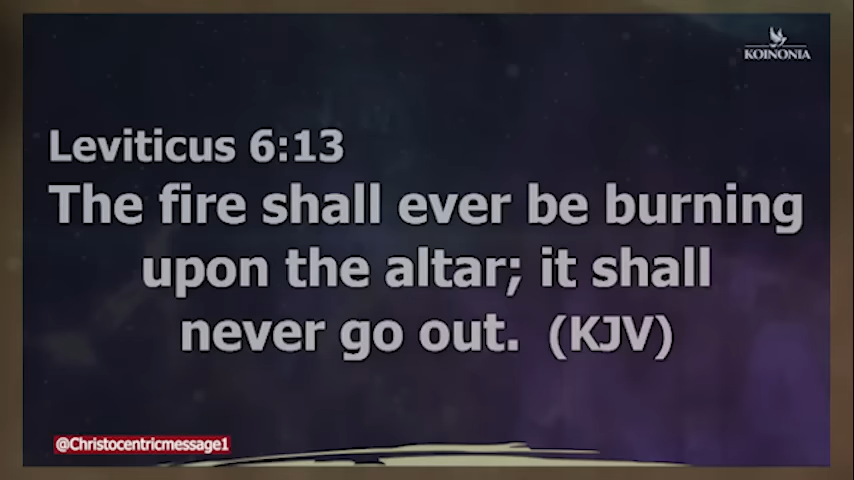 KOINONIA
Leviticus 6:13
The fire shall ever be burning
upon the altar; it shall
never go out. (KJV)
@Christocentricmessage1